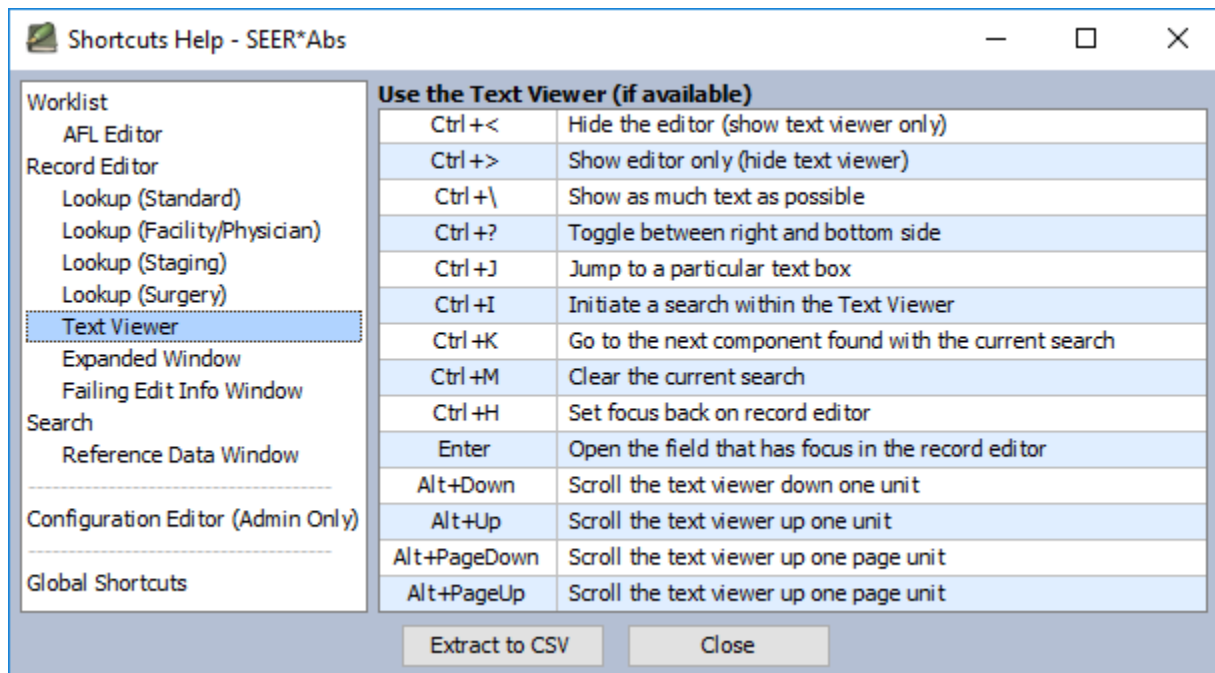 Shortcuts Help - SEER*Abs
Worklist
AFL Editor
Record Editor
Lookup (Standard)
Lookup (Facility/Physician)
Lookup (Staging)
Lookup (Surgery)
Text Viewer
Expanded Window
Failing Edit Info Window
Search
Reference Data Window
Configuration Editor (Admin Only)
Global Shortcuts
Use the Text Viewer (if available)
Ctrl+< Hide the editor (show text viewer only)
Ctrl+> Show editor only (hide text viewer)
Ctrl+\ Show as much text as possible
Ctrl+? Toggle between right and bottom side
Ctrl+J Jump to a particular text box
Ctrl+I Initiate a search within the Text Viewer
Ctrl+K Go to the next component found with the current search
Ctrl+M Clear the current search
Ctrl+H Set focus back on record editor
Enter Open the field that has focus in the record editor
Alt+Down Scroll the text viewer down one unit
Alt+Up Scroll the text viewer up one unit
Alt+PageDown Scroll the text viewer up one page unit
Alt+PageUp Scroll the text viewer up one page unit
Extract to CSV Close